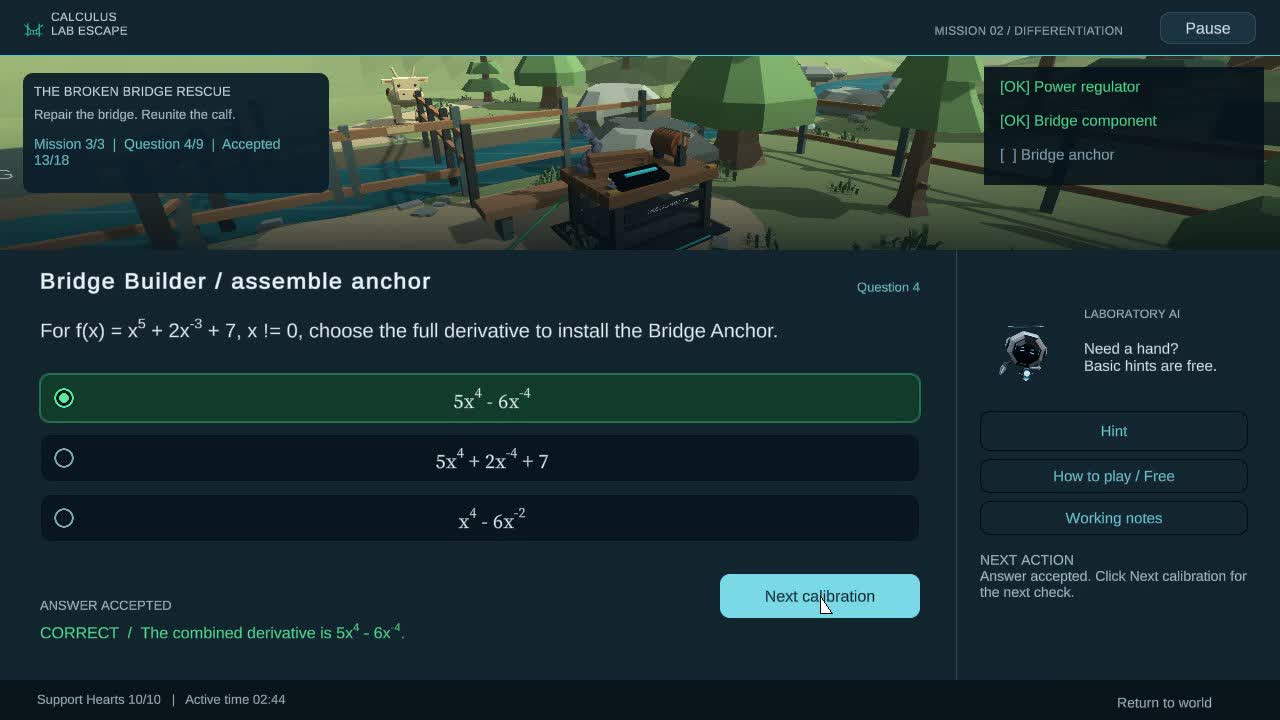 CALCULUS
LAB ESCAPE
MISSION 02 / DIFFERENTIATION
Pause
THE BROKEN BRIDGE RESCUE
Repair the bridge. Reunite the calf.
Mission 3/3 | Question 4/9 | Accepted
13/18
[OK] Power regulator
[OK] Bridge component
[ ] Bridge anchor
Bridge Builder / assemble anchor
Question 4
For f(x) = x⁵ + 2x⁻³ + 7, x != 0, choose the full derivative to install the Bridge Anchor.
5x⁴ - 6x⁻⁴
5x⁴ + 2x⁻⁴ + 7
x⁴ - 6x⁻²
Next calibration
ANSWER ACCEPTED
CORRECT / The combined derivative is 5x⁴ - 6x⁻⁴.
LABORATORY AI
Need a hand?
Basic hints are free.
Hint
How to play / Free
Working notes
NEXT ACTION
Answer accepted. Click Next calibration for
the next check.
Support Hearts 10/10 | Active time 02:44
Return to world